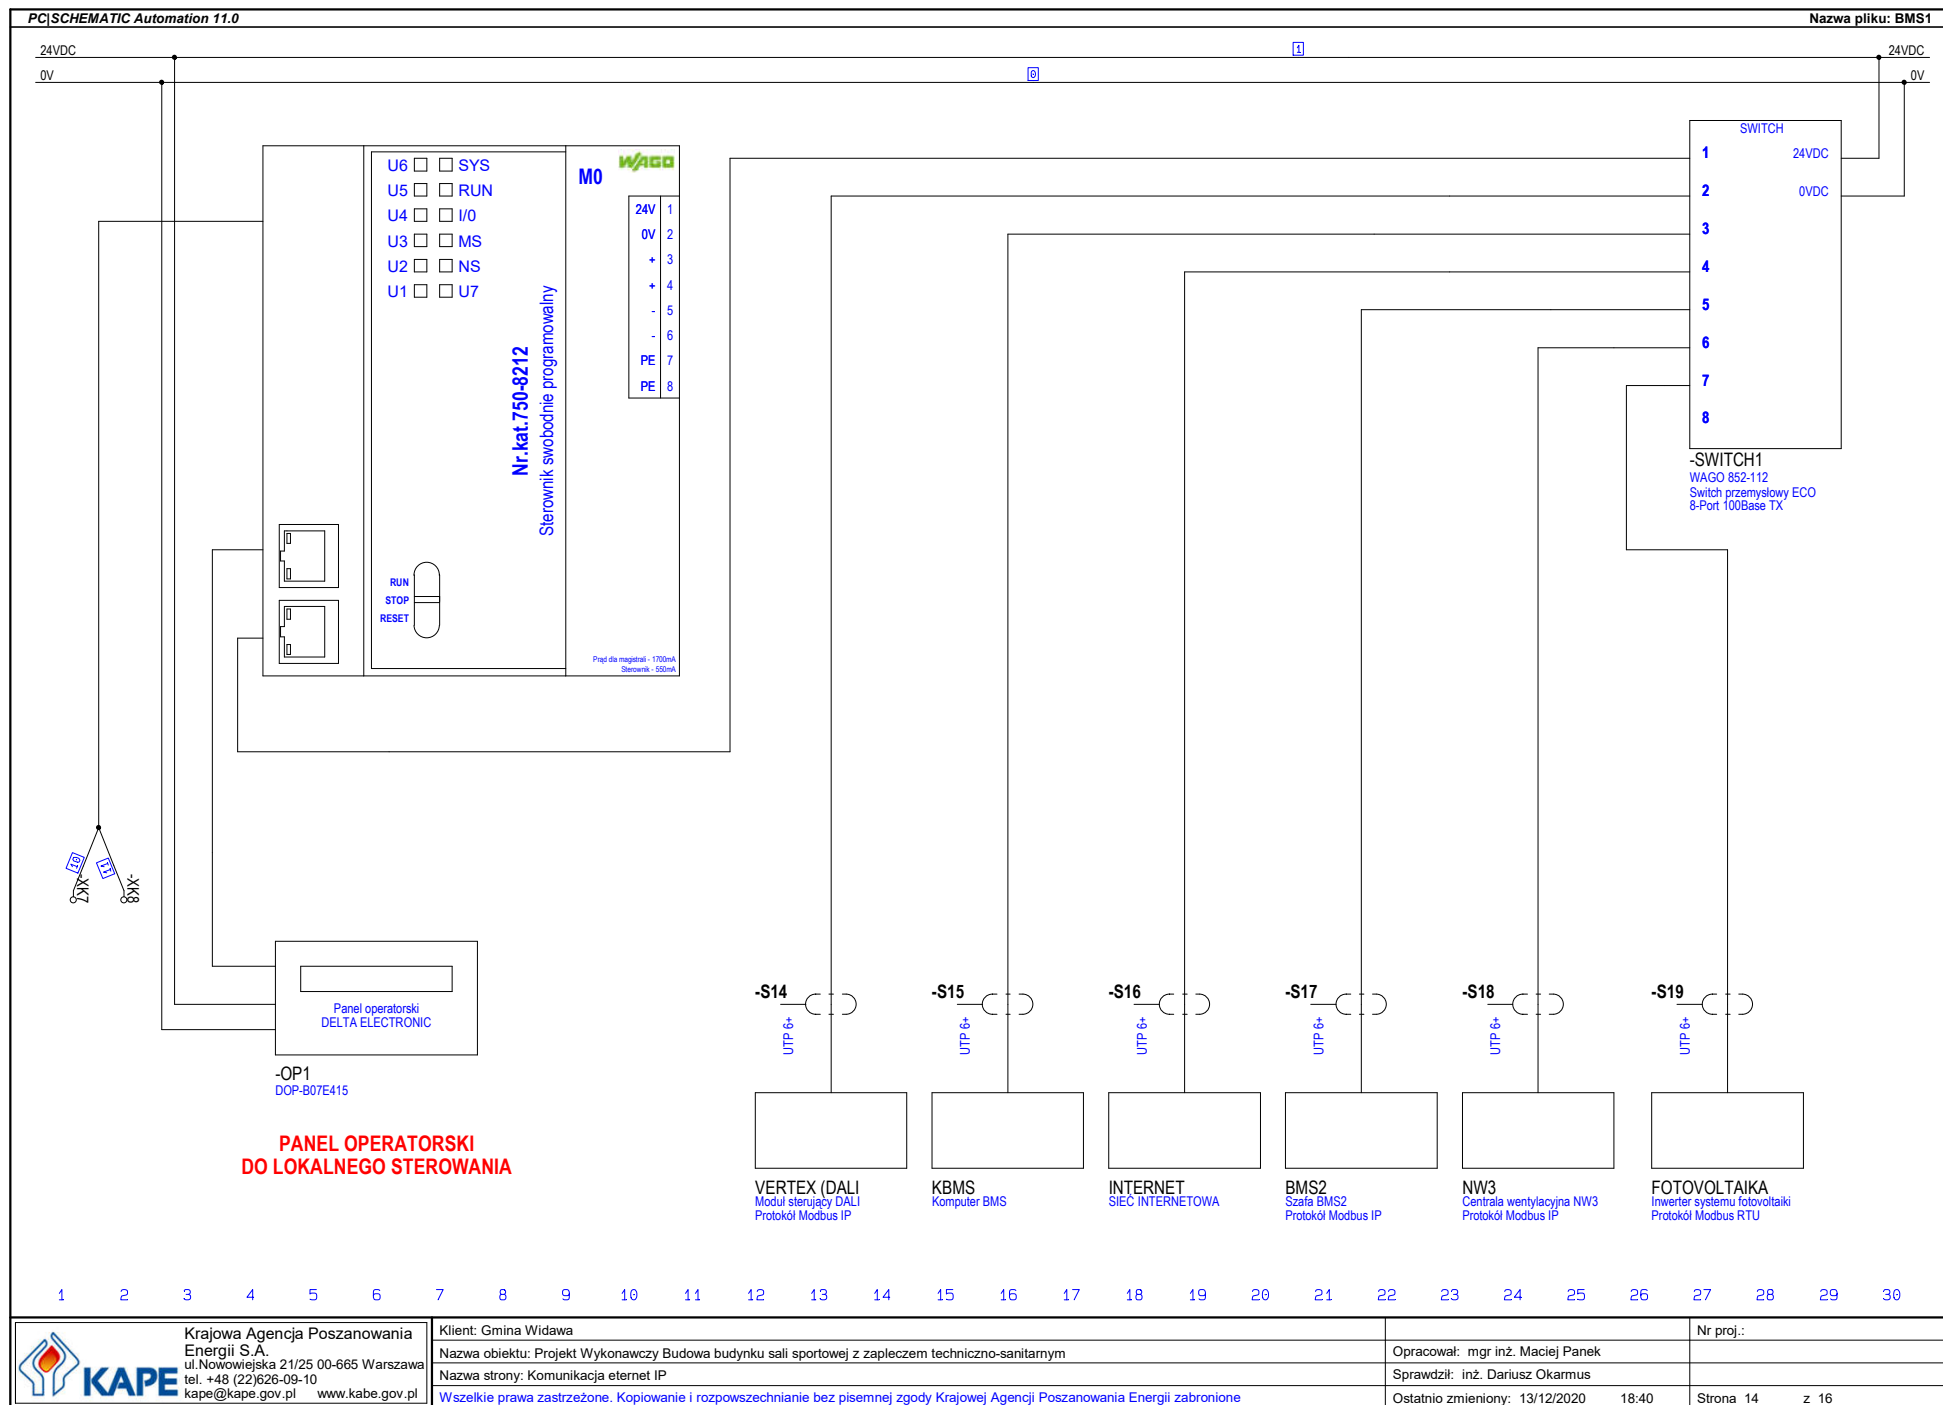 PC|SCHEMATIC Automation 11.0
Nazwa pliku: BMS1
24VDC
1
24VDC
0V
0
0V
SWITCH
1
24VDC
2
0VDC
3
4
5
6
7
8
-SWITCH1
WAGO 852-112
Switch przemysłowy ECO
8-Port 100Base TX
U6 SYS
U5 RUN
U4 I/0
U3 MS
U2 NS
U1 U7
M0
WAGO
24V 1
0V 2
+ 3
+ 4
- 5
- 6
PE 7
PE 8
Nr.kat.750-8212
Sterownik swobodnie programowalny
RUN
STOP
RESET
Prąd dla magistrali - 1700mA
Sterownik - 550mA
10
11
-XK7
-XK8
Panel operatorski
DELTA ELECTRONIC
-OP1
DOP-B07E415
PANEL OPERATORSKI
DO LOKALNEGO STEROWANIA
-S14
UTP 6+
-S15
UTP 6+
-S16
UTP 6+
-S17
UTP 6+
-S18
UTP 6+
-S19
UTP 6+
VERTEX (DALI
Moduł sterujący DALI
Protokół Modbus IP
KBMS
Komputer BMS
INTERNET
SIEĆ INTERNETOWA
BMS2
Szafa BMS2
Protokół Modbus IP
NW3
Centrala wentylacyjna NW3
Protokół Modbus IP
FOTOVOLTAIKA
Inwerter systemu fotovoltaiki
Protokół Modbus RTU
1 2 3 4 5 6 7 8 9 10 11 12 13 14 15 16 17 18 19 20 21 22 23 24 25 26 27 28 29 30
KAPE
Krajowa Agencja Poszanowania
Energii S.A.
ul.Nowowiejska 21/25 00-665 Warszawa
tel. +48 (22)626-09-10
kape@kape.gov.pl www.kabe.gov.pl
Klient: Gmina Widawa
Nazwa obiektu: Projekt Wykonawczy Budowa budynku sali sportowej z zapleczem techniczno-sanitarnym
Nazwa strony: Komunikacja eternet IP
Wszelkie prawa zastrzeżone. Kopiowanie i rozpowszechnianie bez pisemnej zgody Krajowej Agencji Poszanowania Energii zabronione
Opracował: mgr inż. Maciej Panek
Sprawdził: inż. Dariusz Okarmus
Ostatnio zmieniony: 13/12/2020 18:40
Nr proj.:
Strona 14 z 16